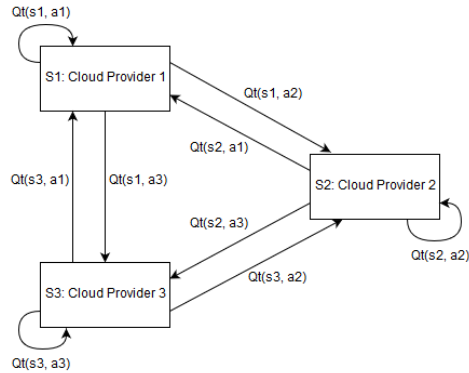 Qt(s1, a1)
S1: Cloud Provider 1
Qt(s1, a2)
Qt(s2, a1)
Qt(s3, a1)
Qt(s1, a3)
S2: Cloud Provider 2
Qt(s2, a3)
Qt(s2, a2)
Qt(s3, a2)
S3: Cloud Provider 3
Qt(s3, a3)